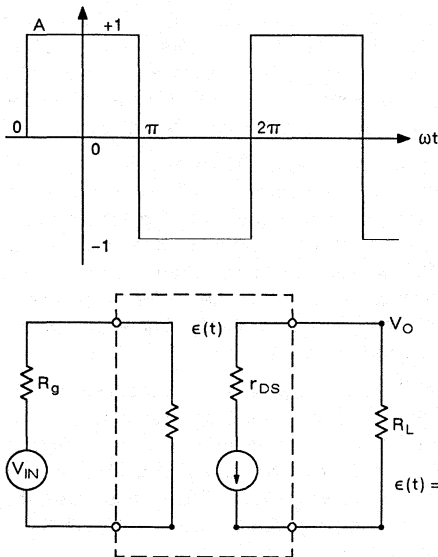 A +1
0 π 2π ωt
0
-1
ϵ(t) V_O
R_g r_DS
R_L
V_IN
ϵ(t) =